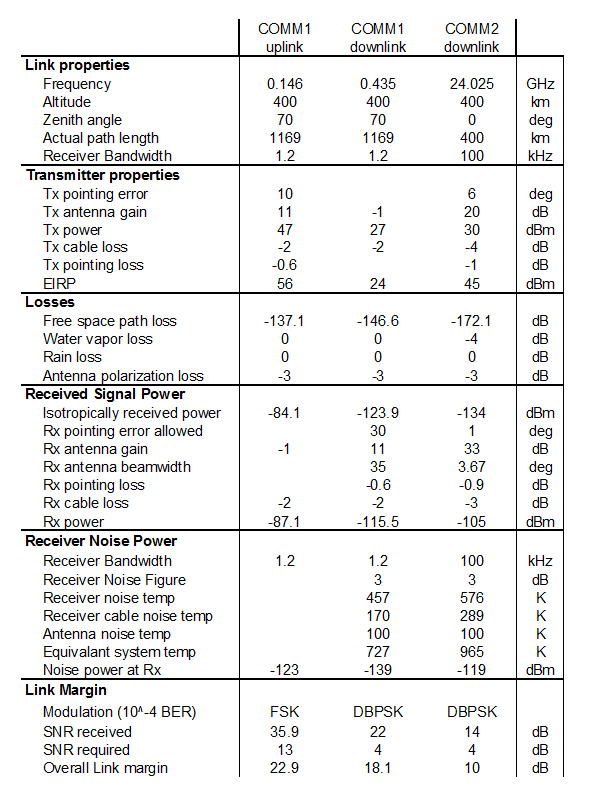 COMM1 COMM1 COMM2
uplink downlink downlink
Link properties
Frequency 0.146 0.435 24.025 GHz
Altitude 400 400 400 km
Zenith angle 70 70 0 deg
Actual path length 1169 1169 400 km
Receiver Bandwidth 1.2 1.2 100 kHz
Transmitter properties
Tx pointing error 10 6 deg
Tx antenna gain 11 -1 20 dB
Tx power 47 27 30 dBm
Tx cable loss -2 -2 -4 dB
Tx pointing loss -0.6 -1 dB
EIRP 56 24 45 dBm
Losses
Free space path loss -137.1 -146.6 -172.1 dB
Water vapor loss 0 0 -4 dB
Rain loss 0 0 0 dB
Antenna polarization loss -3 -3 -3 dB
Received Signal Power
Isotropically received power -84.1 -123.9 -134 dBm
Rx pointing error allowed 30 1 deg
Rx antenna gain -1 11 33 dB
Rx antenna beamwidth 35 3.67 deg
Rx pointing loss -0.6 -0.9 dB
Rx cable loss -2 -2 -3 dB
Rx power -87.1 -115.5 -105 dBm
Receiver Noise Power
Receiver Bandwidth 1.2 1.2 100 kHz
Receiver Noise Figure 3 3 dB
Receiver noise temp 457 576 K
Receiver cable noise temp 170 289 K
Antenna noise temp 100 100 K
Equivalant system temp 727 965 K
Noise power at Rx -123 -139 -119 dBm
Link Margin
Modulation (10^-4 BER) FSK DBPSK DBPSK
SNR received 35.9 22 14 dB
SNR required 13 4 4 dB
Overall Link margin 22.9 18.1 10 dB